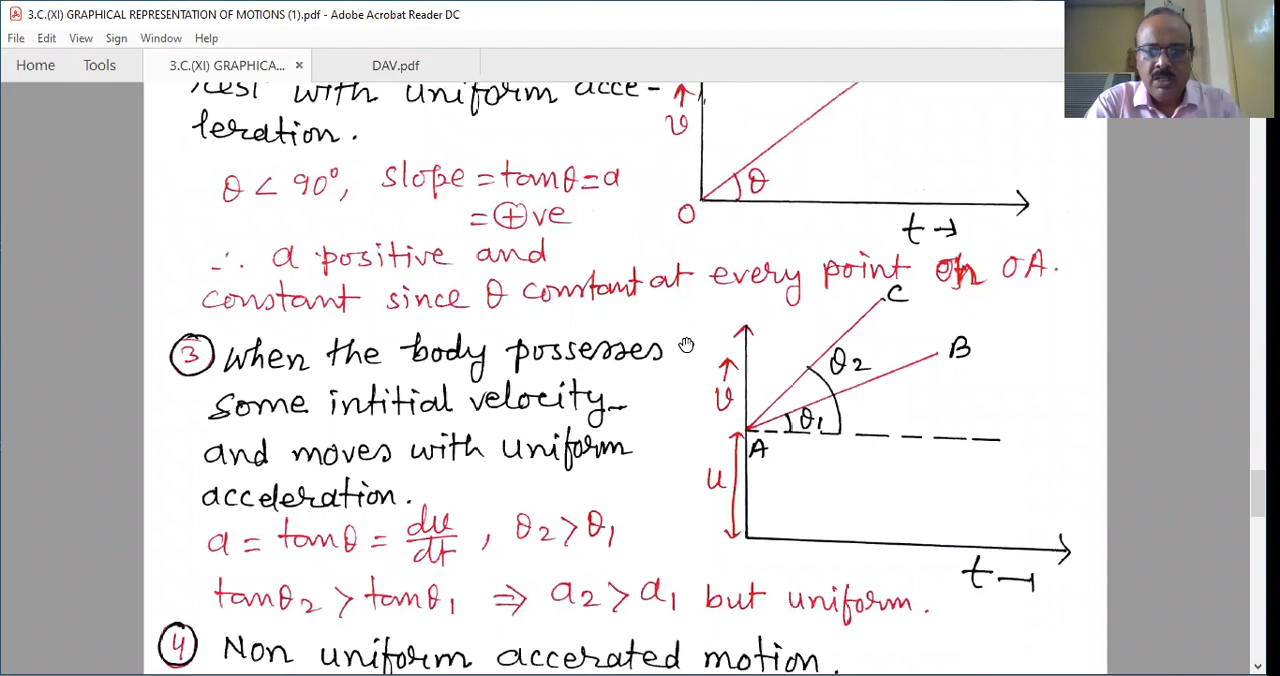 3.C.(XI) GRAPHICAL REPRESENTATION OF MOTIONS (1).pdf - Adobe Acrobat Reader DC
File Edit View Sign Window Help
Home Tools 3.C.(XI) GRAPHICA... × DAV.pdf
rest with uniform acce-
leration.
θ < 90°, slope = tanθ = a
= ⊕ve
∴ a positive and
constant since θ constant at every point on OA.
v
θ
O
t→
③ When the body possesses
some intitial velocity
and moves with uniform
acceleration.
a = tanθ = dv/dt , θ2 > θ1
tanθ2 > tanθ1 ⇒ a2 > a1 but uniform.
C
B
θ2
θ1
v
A
u
t→
④ Non uniform accerated motion.